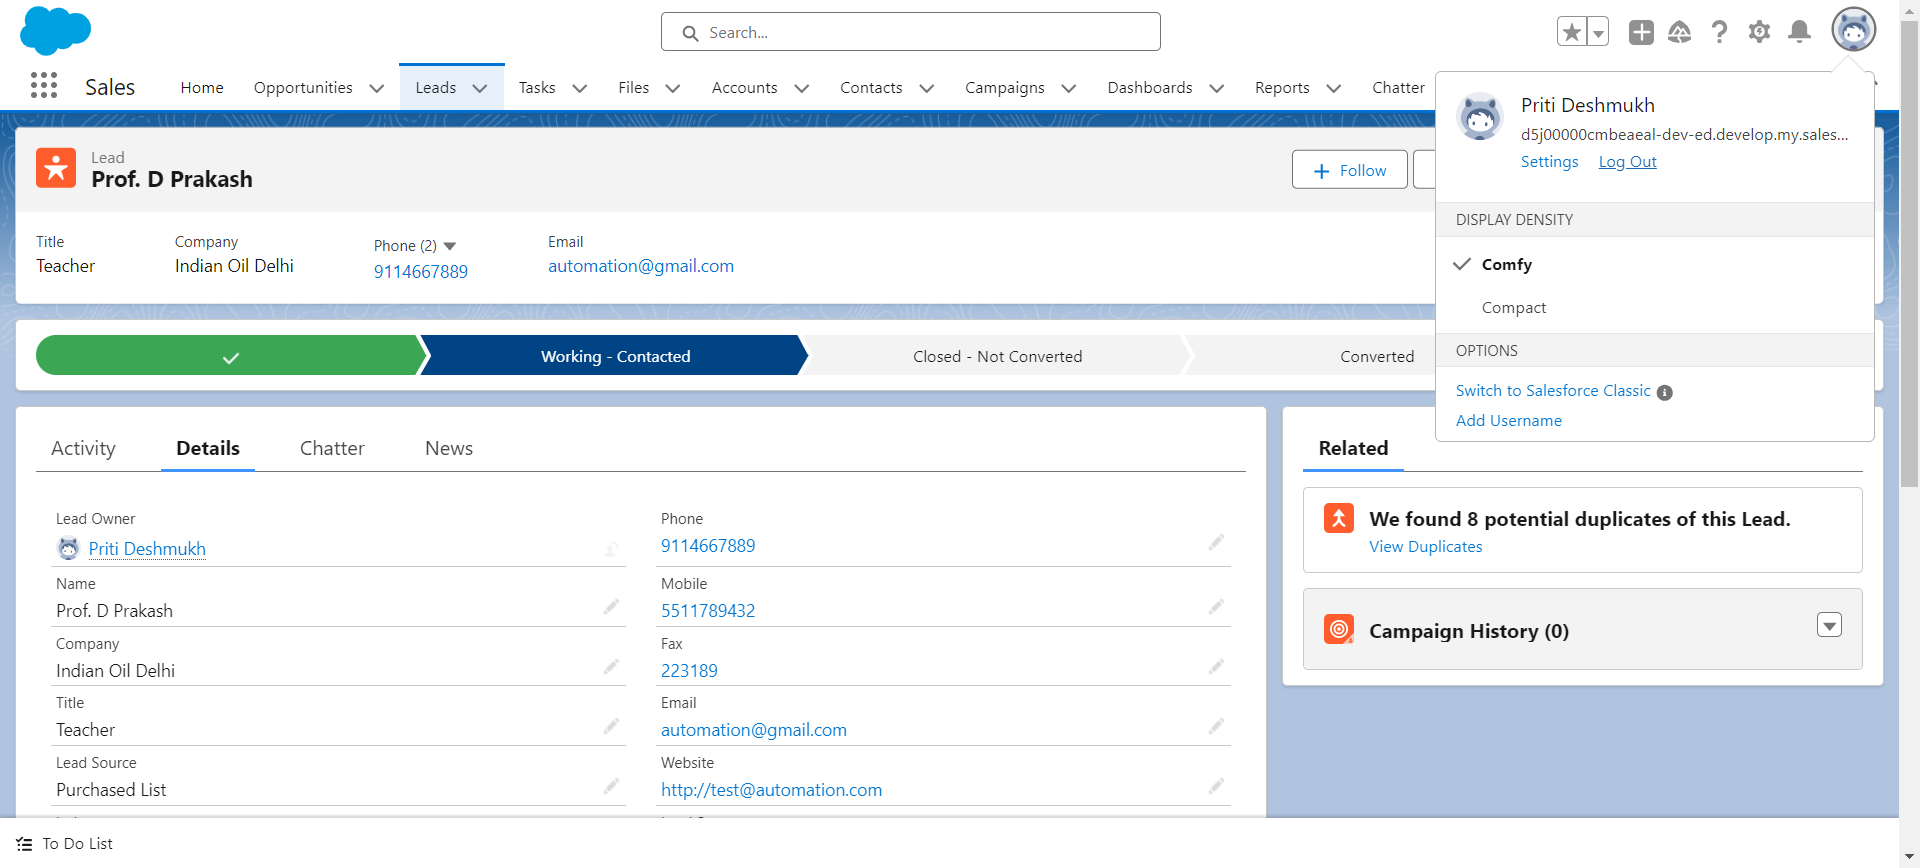 Search...
Sales
Home
Opportunities
Leads
Tasks
Files
Accounts
Contacts
Campaigns
Dashboards
Reports
Chatter
Priti Deshmukh
d5j00000cmbeaeal-dev-ed.develop.my.sales...
Settings
Log Out
DISPLAY DENSITY
Comfy
Compact
OPTIONS
Switch to Salesforce Classic
Add Username
Lead
Prof. D Prakash
Follow
Title
Teacher
Company
Indian Oil Delhi
Phone (2)
9114667889
Email
automation@gmail.com
Working - Contacted
Closed - Not Converted
Converted
Activity
Details
Chatter
News
Lead Owner
Priti Deshmukh
Name
Prof. D Prakash
Company
Indian Oil Delhi
Title
Teacher
Lead Source
Purchased List
Phone
9114667889
Mobile
5511789432
Fax
223189
Email
automation@gmail.com
Website
http://test@automation.com
Related
We found 8 potential duplicates of this Lead.
View Duplicates
Campaign History (0)
To Do List